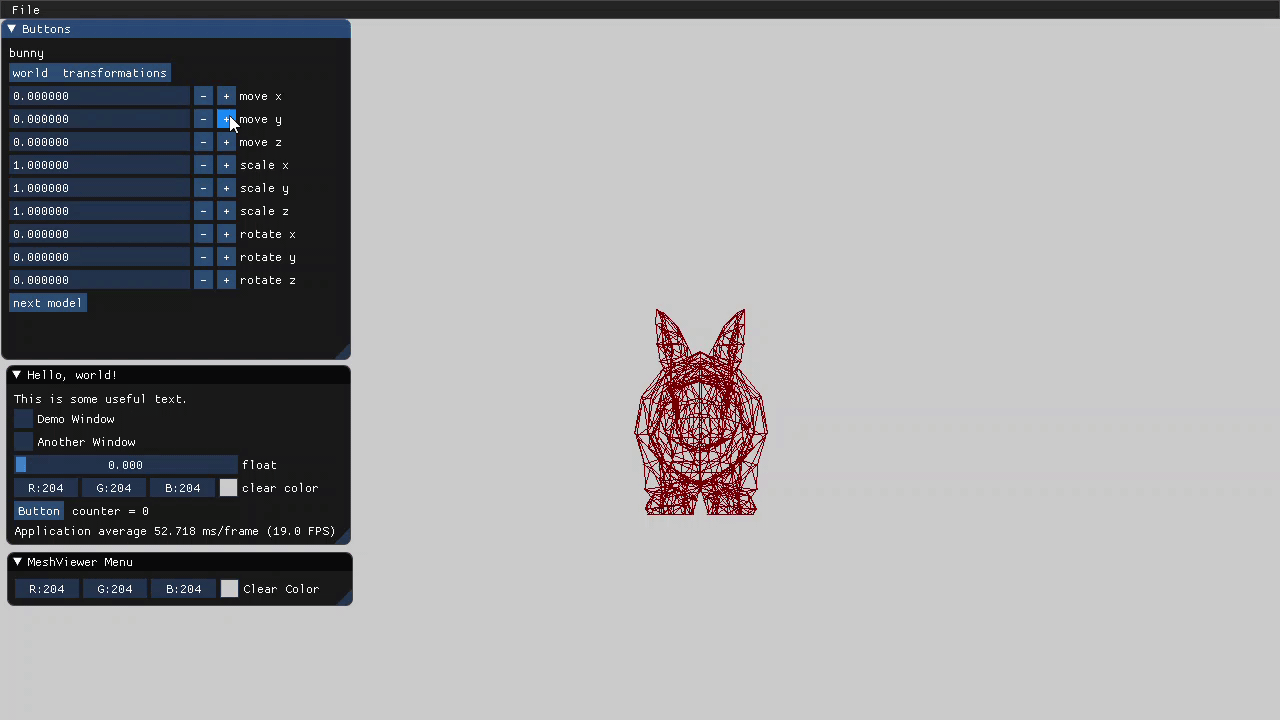 File
Buttons
bunny
world  transformations
0.000000 - + move x
0.000000 - + move y
0.000000 - + move z
1.000000 - + scale x
1.000000 - + scale y
1.000000 - + scale z
0.000000 - + rotate x
0.000000 - + rotate y
0.000000 - + rotate z
next model
Hello, world!
This is some useful text.
Demo Window
Another Window
0.000 float
R:204 G:204 B:204 clear color
Button counter = 0
Application average 52.718 ms/frame (19.0 FPS)
MeshViewer Menu
R:204 G:204 B:204 Clear Color